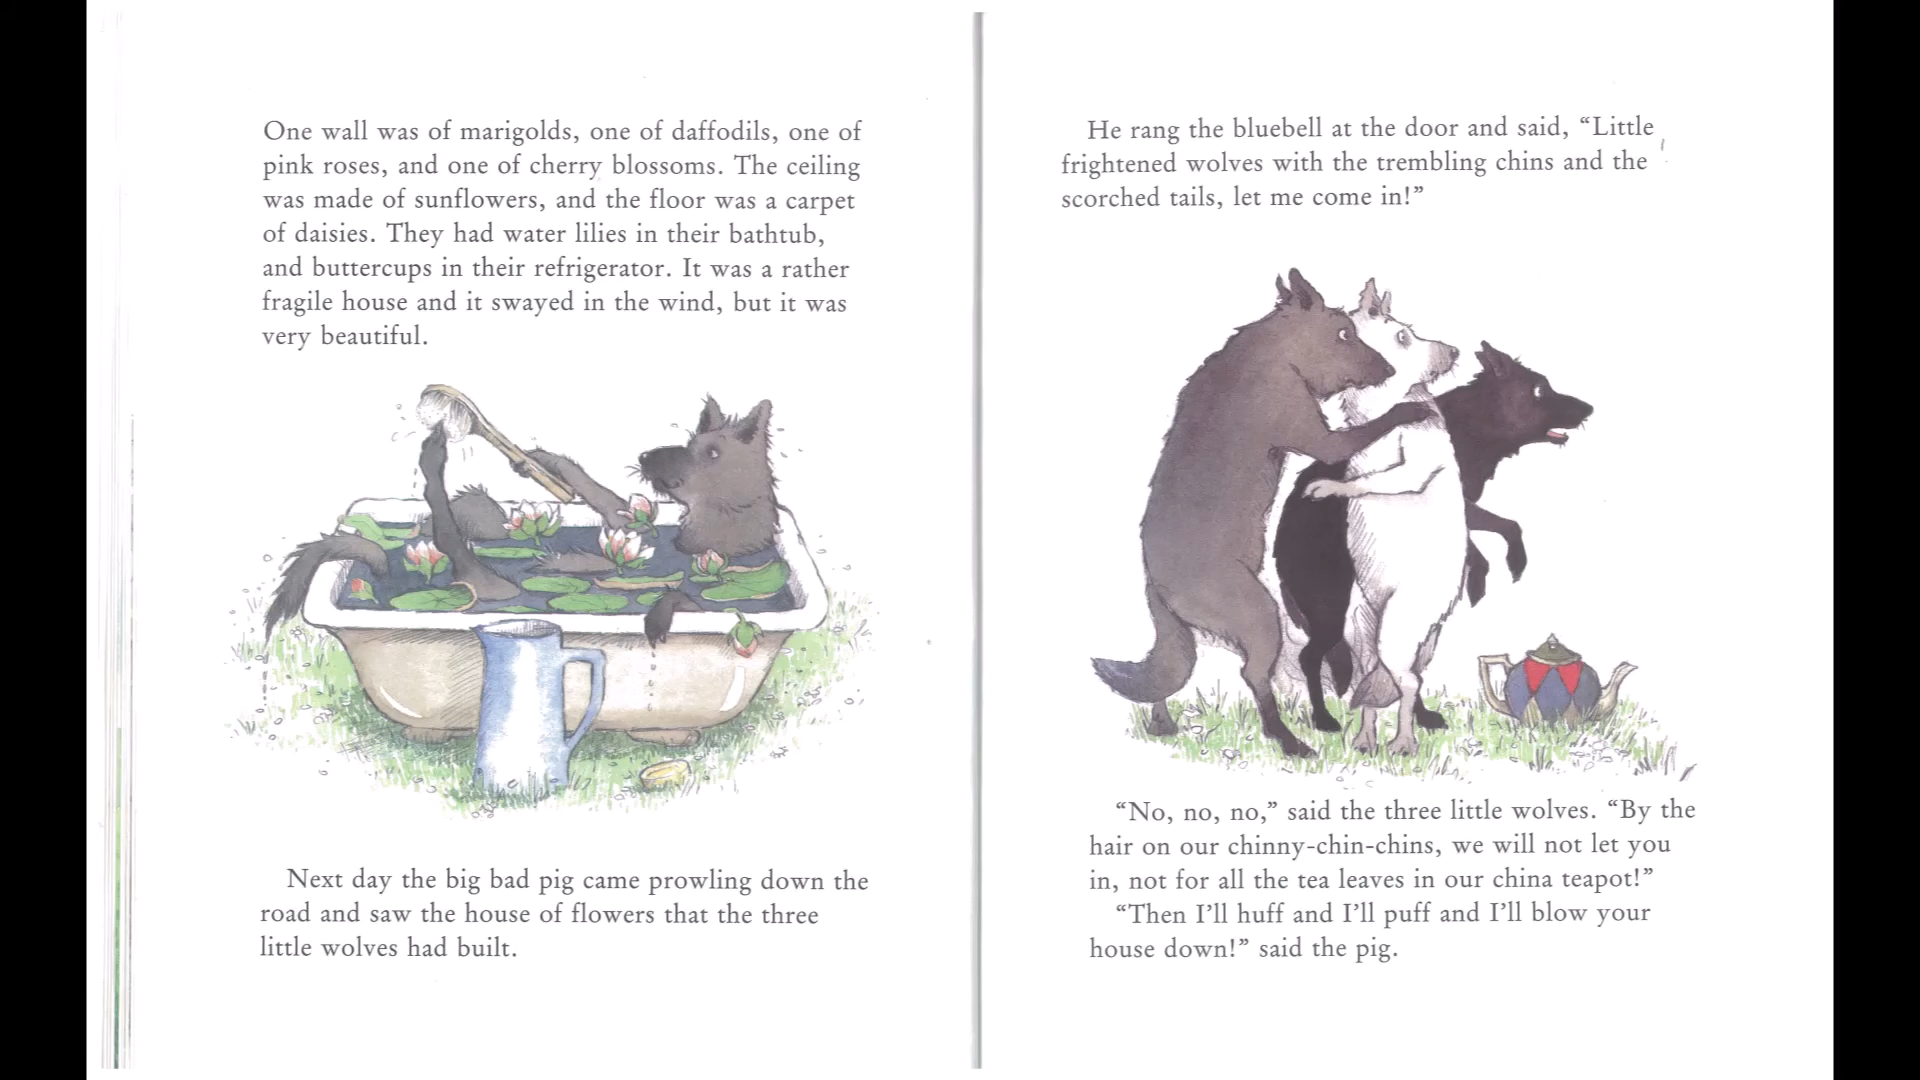 One wall was of marigolds, one of daffodils, one of
pink roses, and one of cherry blossoms. The ceiling
was made of sunflowers, and the floor was a carpet
of daisies. They had water lilies in their bathtub,
and buttercups in their refrigerator. It was a rather
fragile house and it swayed in the wind, but it was
very beautiful.
Next day the big bad pig came prowling down the
road and saw the house of flowers that the three
little wolves had built.
He rang the bluebell at the door and said, “Little
frightened wolves with the trembling chins and the
scorched tails, let me come in!”
“No, no, no,” said the three little wolves. “By the
hair on our chinny-chin-chins, we will not let you
in, not for all the tea leaves in our china teapot!”
“Then I’ll huff and I’ll puff and I’ll blow your
house down!” said the pig.